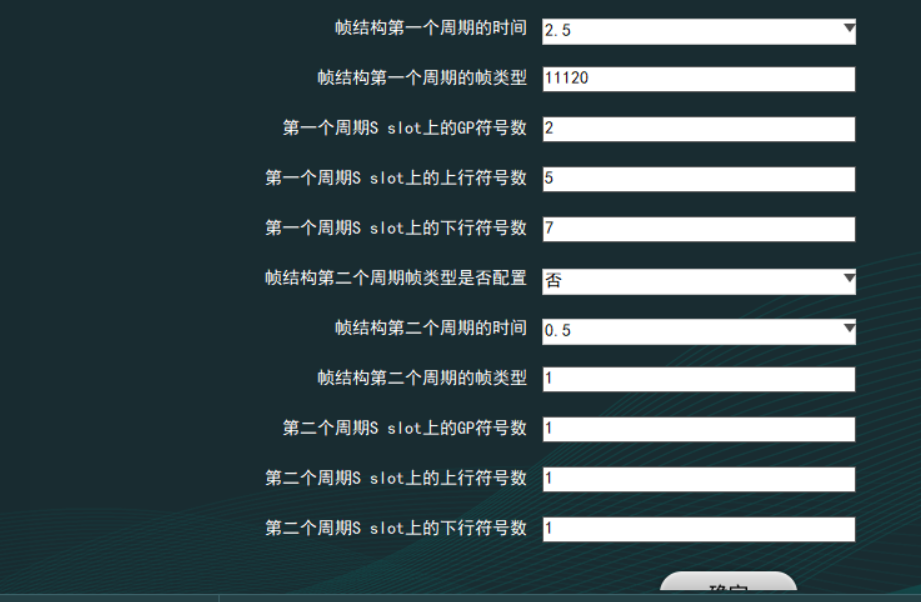 帧结构第一个周期的时间 2.5
帧结构第一个周期的帧类型 11120
第一个周期S slot上的GP符号数 2
第一个周期S slot上的上行符号数 5
第一个周期S slot上的下行符号数 7
帧结构第二个周期帧类型是否配置 否
帧结构第二个周期的时间 0.5
帧结构第二个周期的帧类型 1
第二个周期S slot上的GP符号数 1
第二个周期S slot上的上行符号数 1
第二个周期S slot上的下行符号数 1
确定